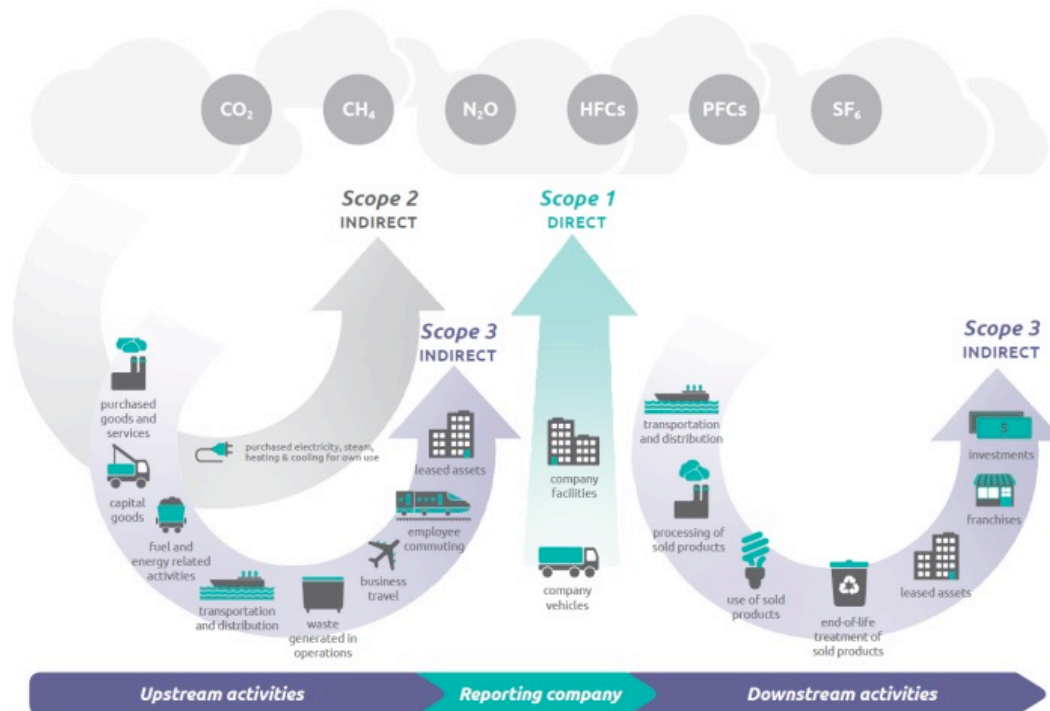 CO₂
CH₄
N₂O
HFCs
PFCs
SF₆
Scope 2
INDIRECT
Scope 1
DIRECT
Scope 3
INDIRECT
Scope 3
INDIRECT
purchased
goods and
services
capital
goods
fuel and
energy related
activities
purchased electricity, steam,
heating & cooling for own use
transportation
and distribution
waste
generated in
operations
business
travel
employee
commuting
leased assets
company
facilities
company
vehicles
transportation
and distribution
processing of
sold products
use of sold
products
end-of-life
treatment of
sold products
leased assets
franchises
$
investments
Upstream activities
Reporting company
Downstream activities